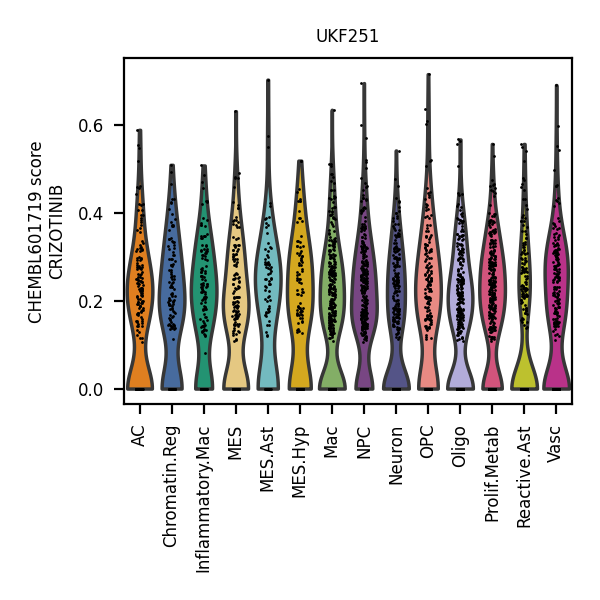 UKF251
CHEMBL601719 score
CRIZOTINIB
0.6
0.4
0.2
0.0
AC
Chromatin.Reg
Inflammatory.Mac
MES
MES.Ast
MES.Hyp
Mac
NPC
Neuron
OPC
Oligo
Prolif.Metab
Reactive.Ast
Vasc